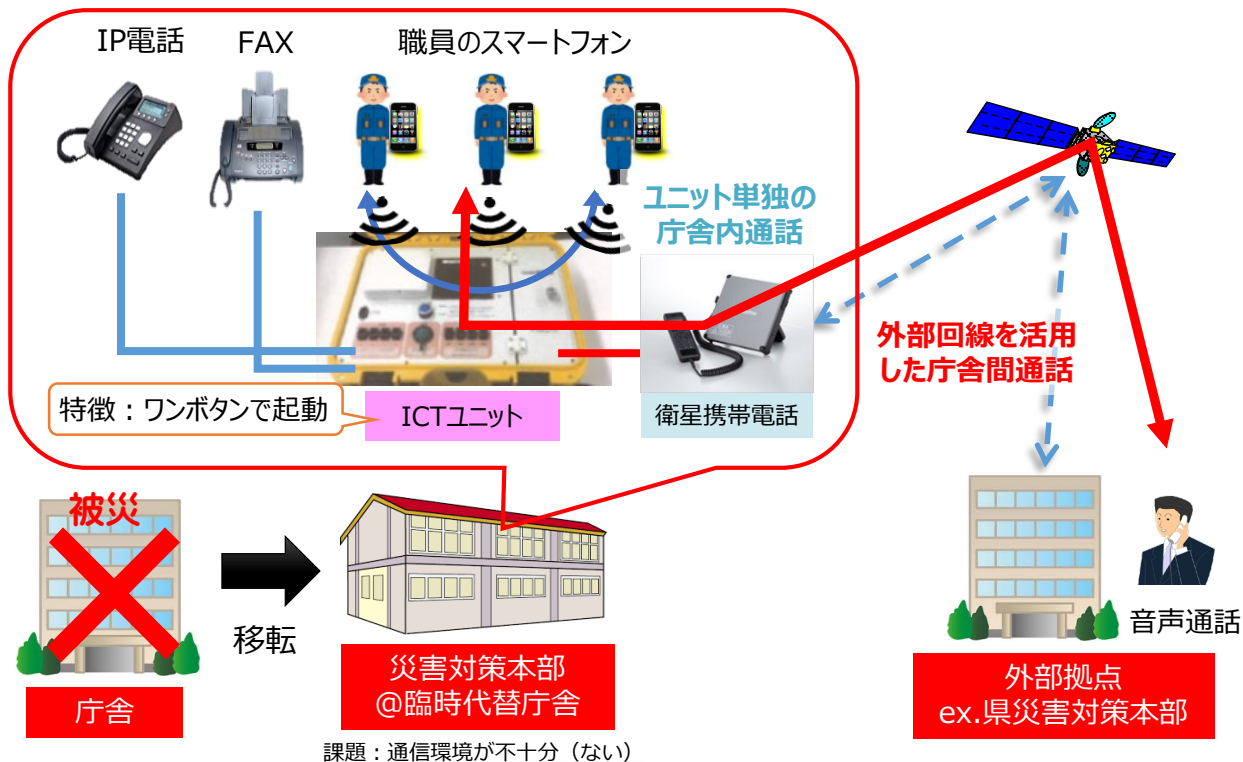 IP電話
FAX
職員のスマートフォン
ユニット単独の
庁舎内通話
外部回線を活用
した庁舎間通話
特徴：ワンボタンで起動
ICTユニット
衛星携帯電話
被災
移転
庁舎
災害対策本部
@臨時代替庁舎
課題：通信環境が不十分（ない）
音声通話
外部拠点
ex.県災害対策本部